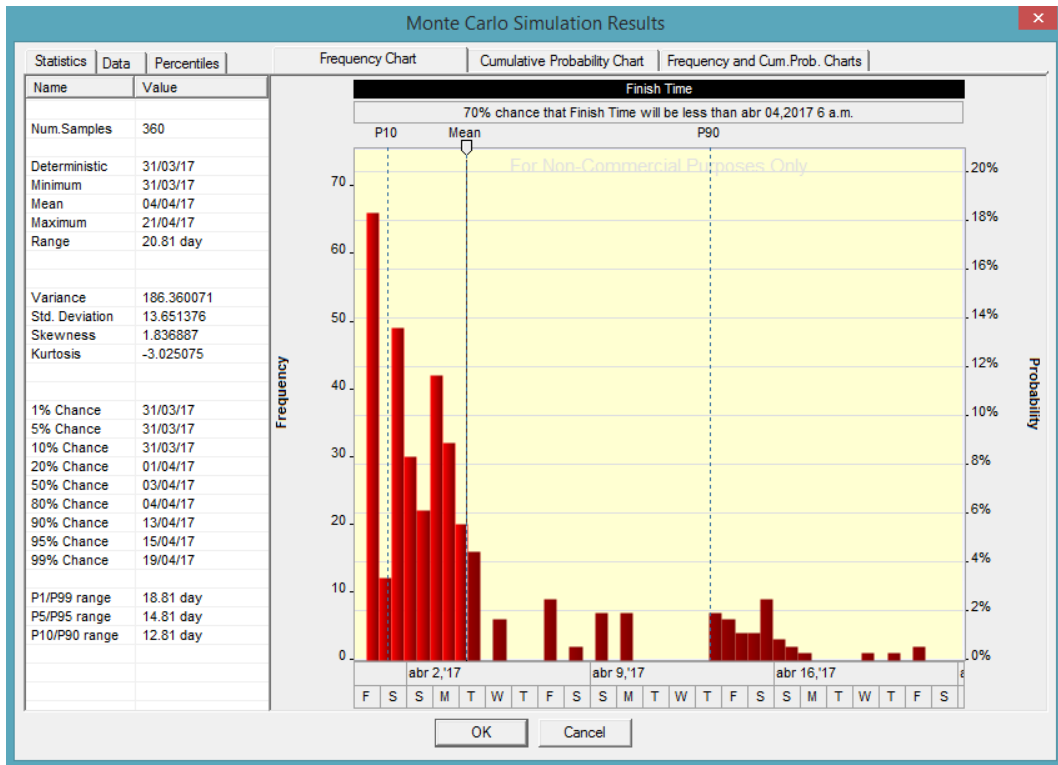 Monte Carlo Simulation Results
Statistics Data Percentiles
Name Value
Num.Samples 360
Deterministic 31/03/17
Minimum 31/03/17
Mean 04/04/17
Maximum 21/04/17
Range 20.81 day
Variance 186.360071
Std. Deviation 13.651376
Skewness 1.836887
Kurtosis -3.025075
1% Chance 31/03/17
5% Chance 31/03/17
10% Chance 31/03/17
20% Chance 01/04/17
50% Chance 03/04/17
80% Chance 04/04/17
90% Chance 13/04/17
95% Chance 15/04/17
99% Chance 19/04/17
P1/P99 range 18.81 day
P5/P95 range 14.81 day
P10/P90 range 12.81 day
Frequency Chart Cumulative Probability Chart Frequency and Cum.Prob. Charts
Finish Time
70% chance that Finish Time will be less than abr 04,2017 6 a.m.
P10 Mean P90
For Non-Commercial Purposes Only
Frequency
70
60
50
40
30
20
10
0
20%
18%
16%
14%
12%
10%
8%
6%
4%
2%
0%
Probability
abr 2,'17 abr 9,'17 abr 16,'17
F S S M T W T F S S M T W T F S S M T W T F S
OK Cancel